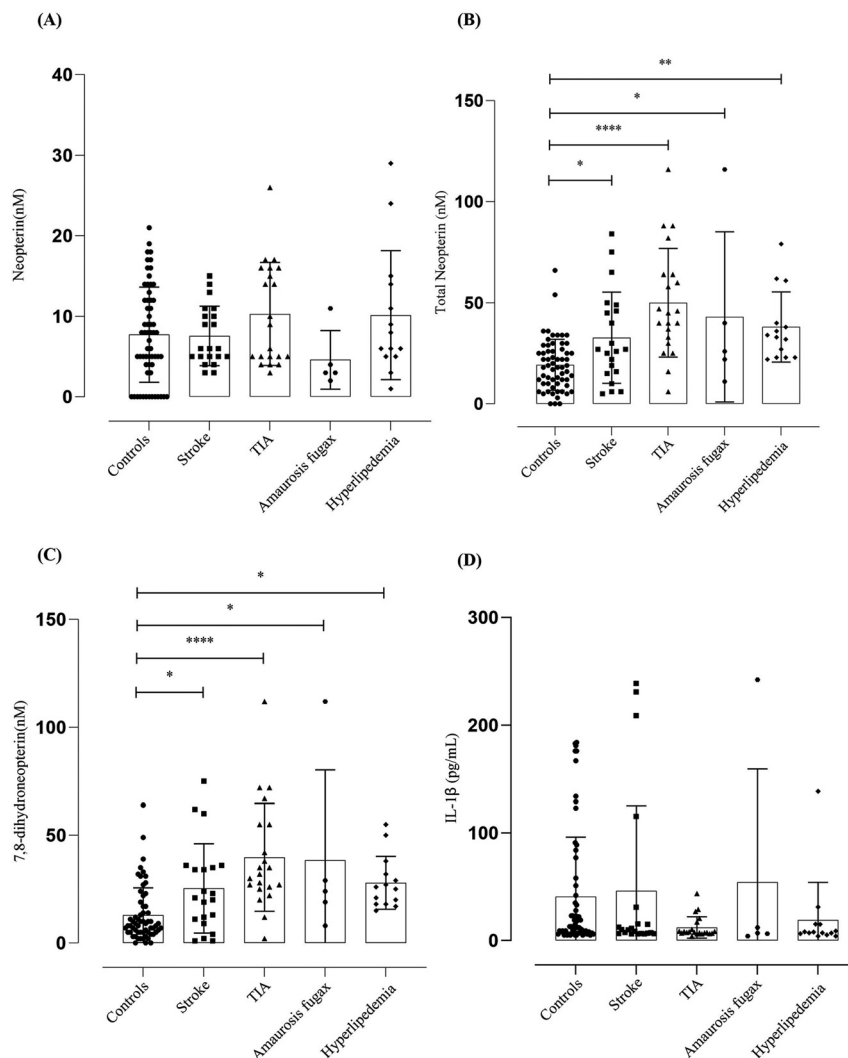 (A)
40
30
20
10
0
Neopterin(nM)
Controls
Stroke
TIA
Amaurosis fugax
Hyperlipedemia
(B)
**
*
****
*
150
100
50
0
Total Neopterin (nM)
Controls
Stroke
TIA
Amaurosis fugax
Hyperlipedemia
(C)
*
*
****
*
150
100
50
0
7,8-dihydroneopterin(nM)
Controls
Stroke
TIA
Amaurosis fugax
Hyperlipedemia
(D)
300
200
100
0
IL-1β (pg/mL)
Controls
Stroke
TIA
Amaurosis fugax
Hyperlipedemia